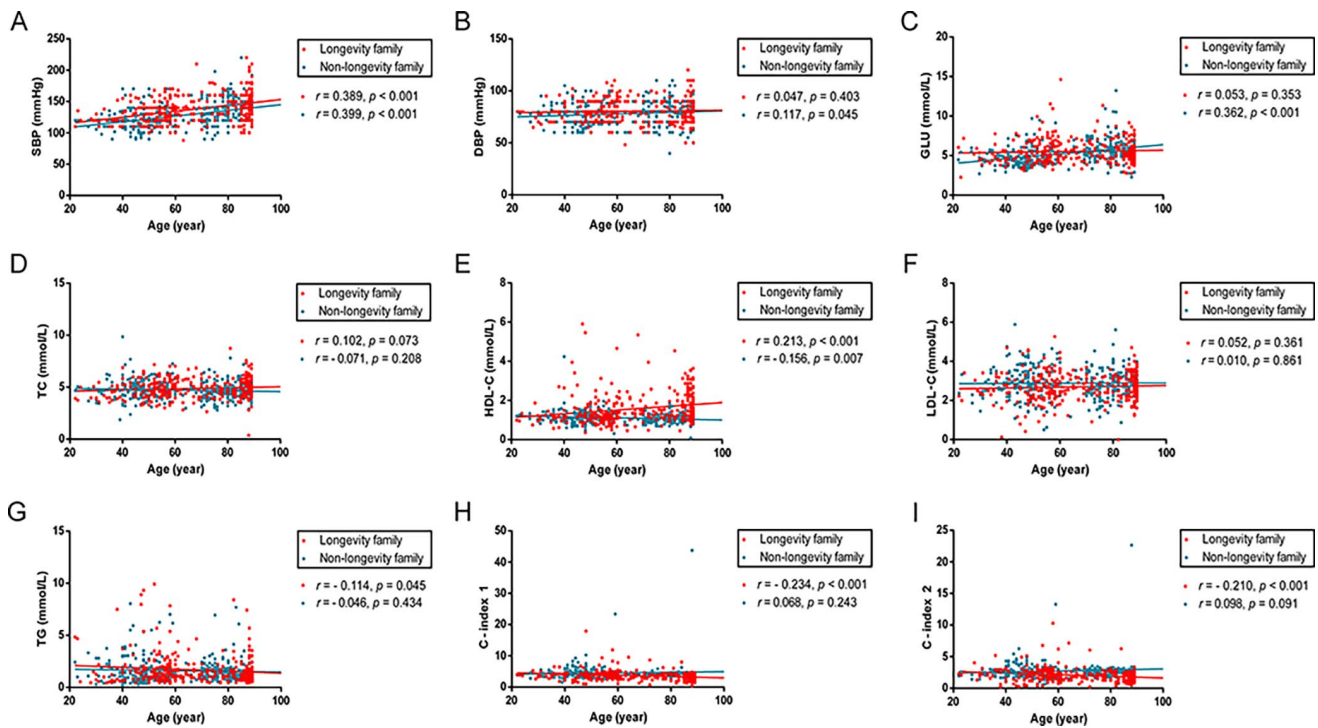 A
SBP (mmHg)
250
200
150
100
50
0
20 40 60 80 100
Age (year)
Longevity family
Non-longevity family
r = 0.389, p < 0.001
r = 0.399, p < 0.001
B
DBP (mmHg)
150
100
50
0
20 40 60 80 100
Age (year)
Longevity family
Non-longevity family
r = 0.047, p = 0.403
r = 0.117, p = 0.045
C
GLU (mmol/L)
20
15
10
5
0
20 40 60 80 100
Age (year)
Longevity family
Non-longevity family
r = 0.053, p = 0.353
r = 0.362, p < 0.001
D
TC (mmol/L)
15
10
5
0
20 40 60 80 100
Age (year)
Longevity family
Non-longevity family
r = 0.102, p = 0.073
r = - 0.071, p = 0.208
E
HDL-C (mmol/L)
8
6
4
2
0
20 40 60 80 100
Age (year)
Longevity family
Non-longevity family
r = 0.213, p < 0.001
r = - 0.156, p = 0.007
F
LDL-C (mmol/L)
8
6
4
2
0
20 40 60 80 100
Age (year)
Longevity family
Non-longevity family
r = 0.052, p = 0.361
r = 0.010, p = 0.861
G
TG (mmol/L)
15
10
5
0
20 40 60 80 100
Age (year)
Longevity family
Non-longevity family
r = - 0.114, p = 0.045
r = - 0.046, p = 0.434
H
C-index 1
50
40
30
20
10
0
20 40 60 80 100
Age (year)
Longevity family
Non-longevity family
r = - 0.234, p < 0.001
r = 0.068, p = 0.243
I
C-index 2
25
20
15
10
5
0
20 40 60 80 100
Age (year)
Longevity family
Non-longevity family
r = - 0.210, p < 0.001
r = 0.098, p = 0.091